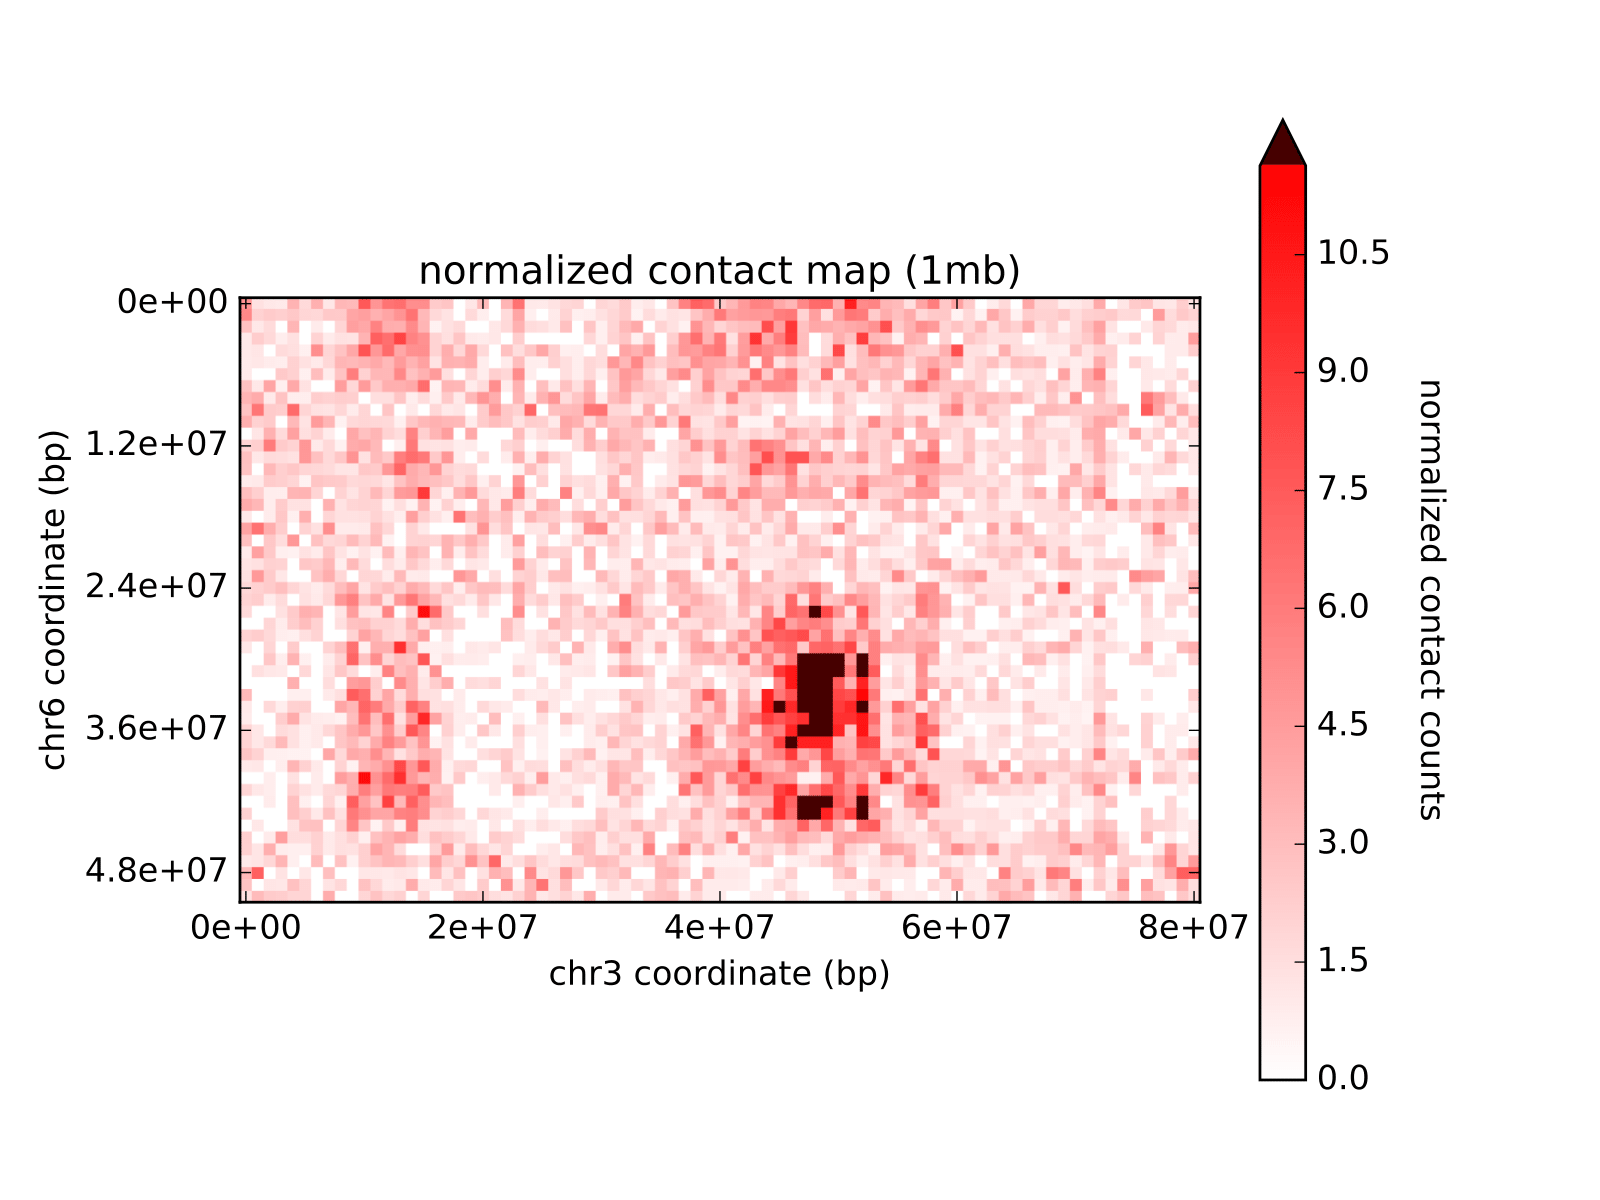 normalized contact map (1mb)
0e+00
1.2e+07
2.4e+07
3.6e+07
4.8e+07
chr6 coordinate (bp)
0e+00 2e+07 4e+07 6e+07 8e+07
chr3 coordinate (bp)
10.5
9.0
7.5
6.0
4.5
3.0
1.5
0.0
normalized contact counts